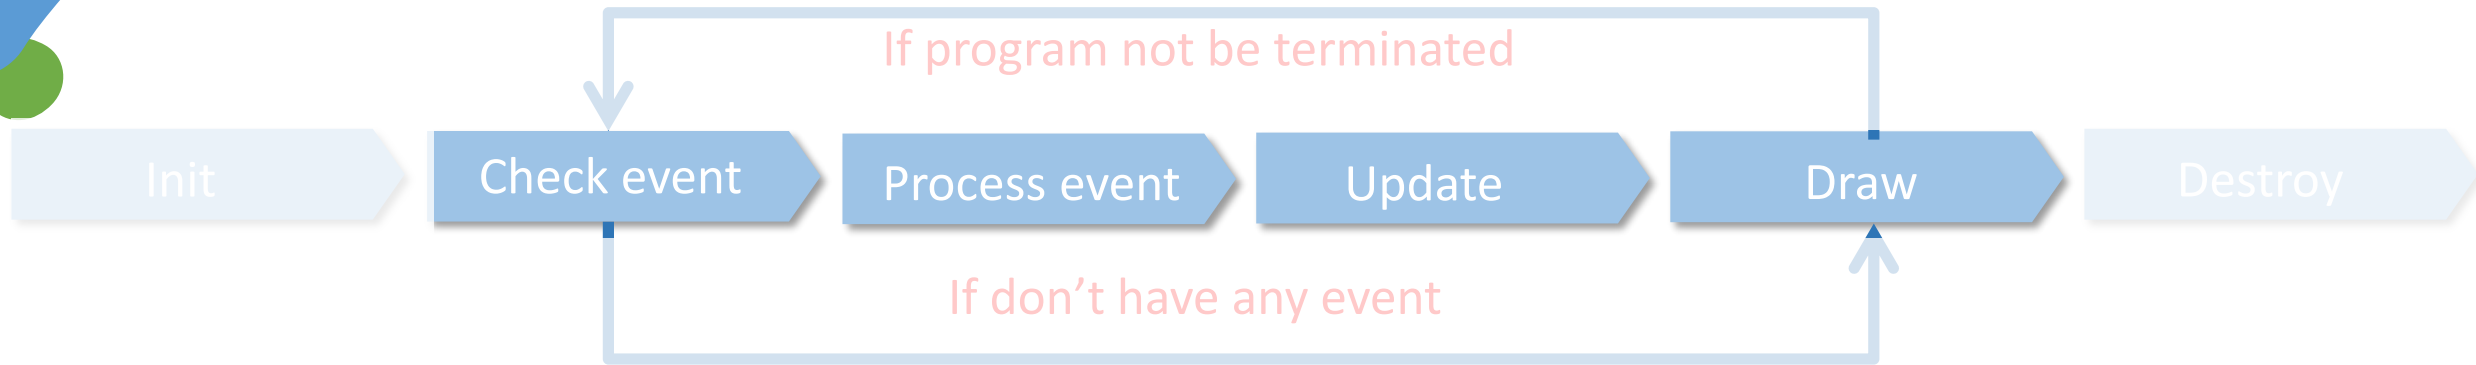 If program not be terminated
Init
Check event
Process event
Update
Draw
Destroy
If don’t have any event